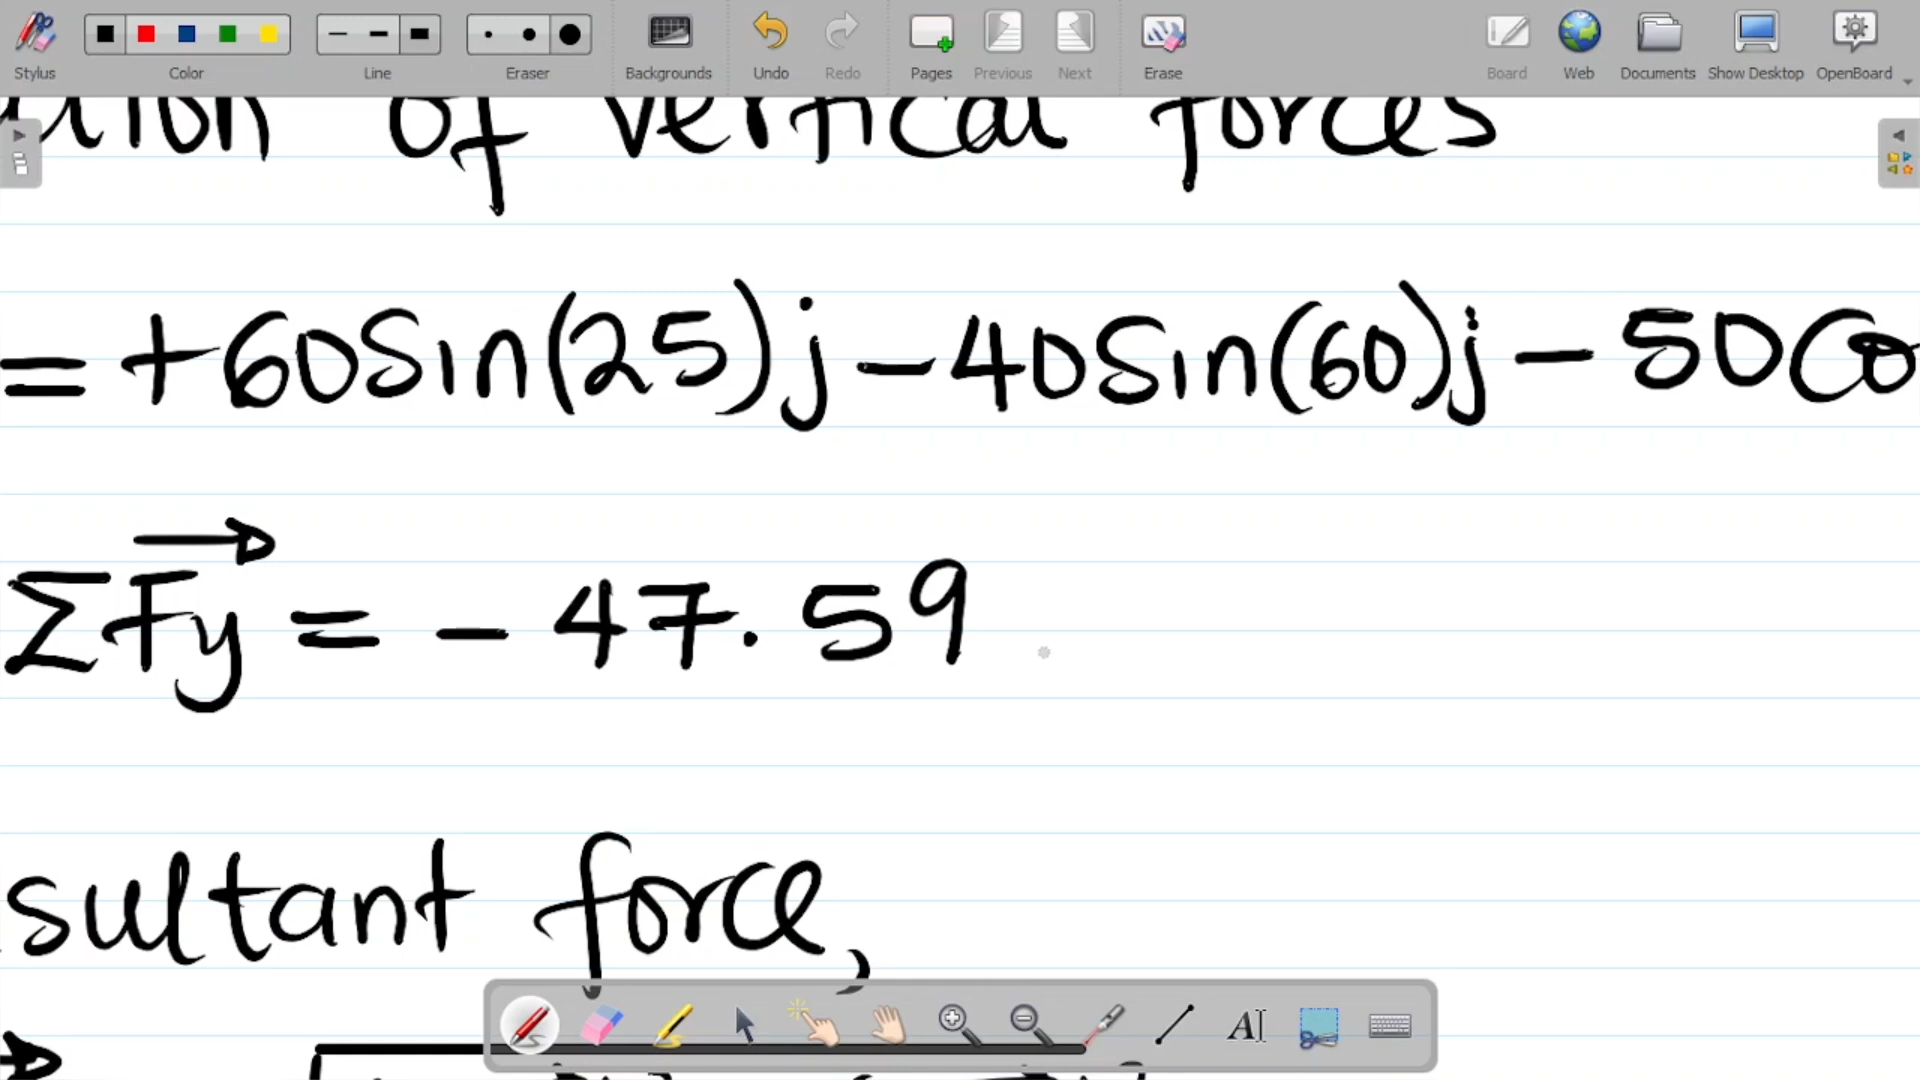 Stylus Color Line Eraser Backgrounds Undo Redo Pages Previous Next Erase Board Web Documents Show Desktop OpenBoard
of vertical forces
= +60Sin(25)j - 40Sin(60)j - 50Co
ΣFy = - 47.59
sultant force,